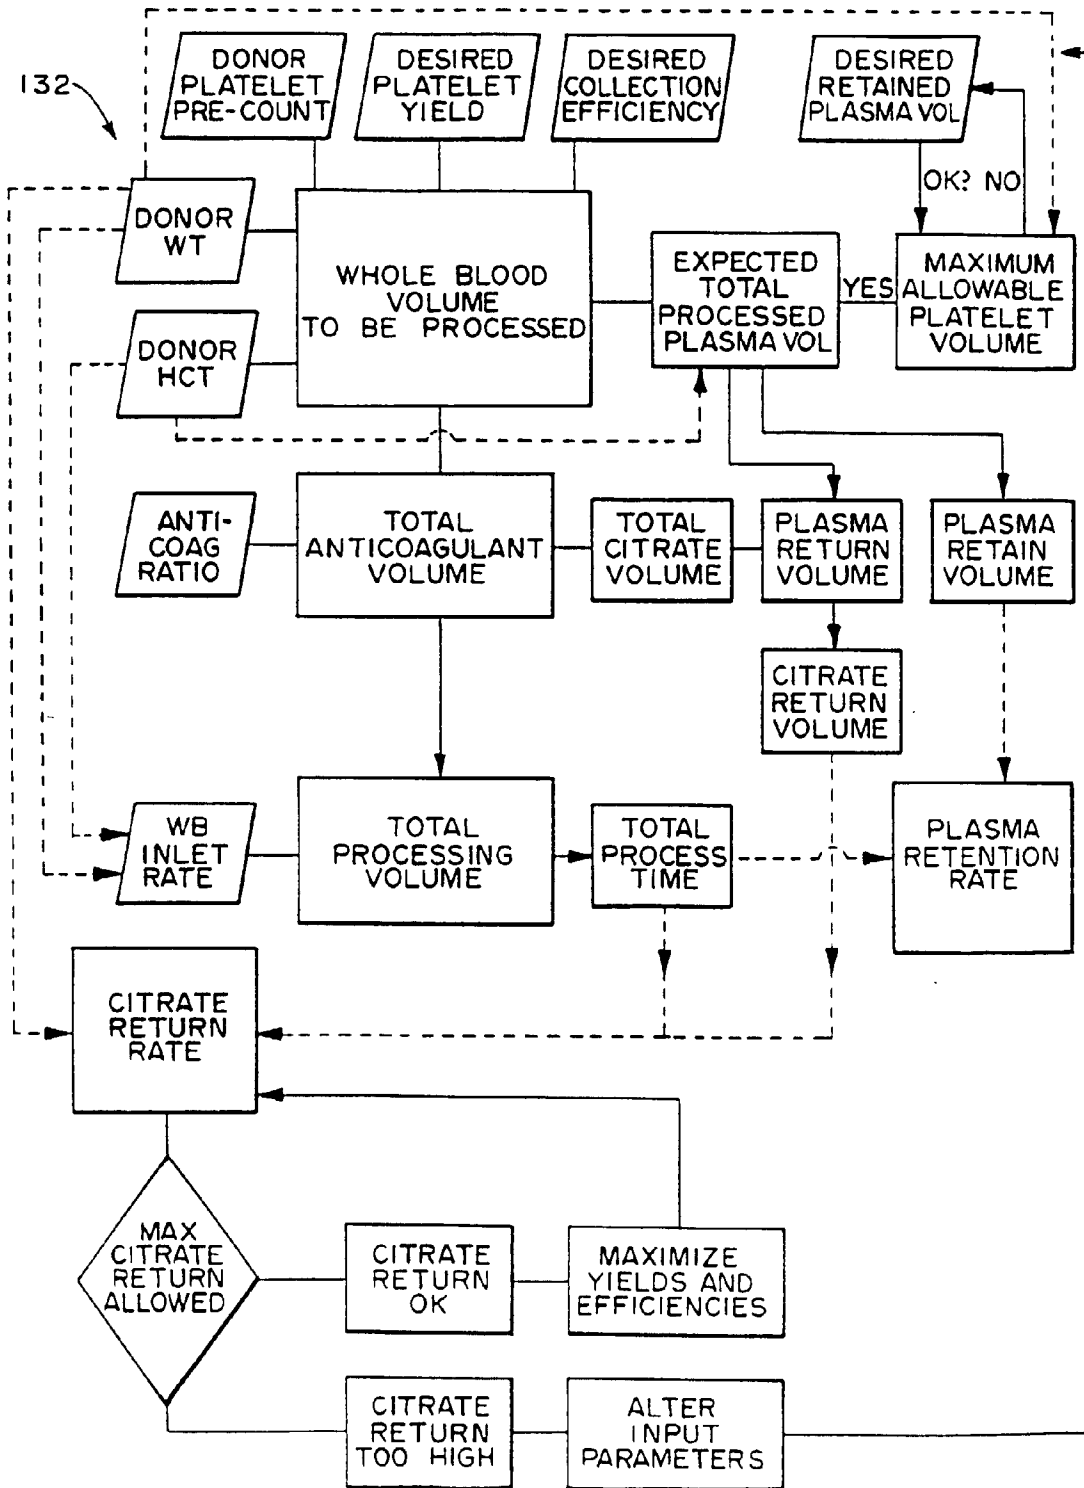 132
DONOR
PLATELET
PRE-COUNT
DESIRED
PLATELET
YIELD
DESIRED
COLLECTION
EFFICIENCY
DESIRED
RETAINED
PLASMA VOL
OK? NO
DONOR
WT
WHOLE BLOOD
VOLUME
TO BE PROCESSED
EXPECTED
TOTAL
PROCESSED
PLASMA VOL
YES
MAXIMUM
ALLOWABLE
PLATELET
VOLUME
DONOR
HCT
ANTI-
COAG
RATIO
TOTAL
ANTICOAGULANT
VOLUME
TOTAL
CITRATE
VOLUME
PLASMA
RETURN
VOLUME
PLASMA
RETAIN
VOLUME
CITRATE
RETURN
VOLUME
WB
INLET
RATE
TOTAL
PROCESSING
VOLUME
TOTAL
PROCESS
TIME
PLASMA
RETENTION
RATE
CITRATE
RETURN
RATE
MAX
CITRATE
RETURN
ALLOWED
CITRATE
RETURN
OK
MAXIMIZE
YIELDS AND
EFFICIENCIES
CITRATE
RETURN
TOO HIGH
ALTER
INPUT
PARAMETERS